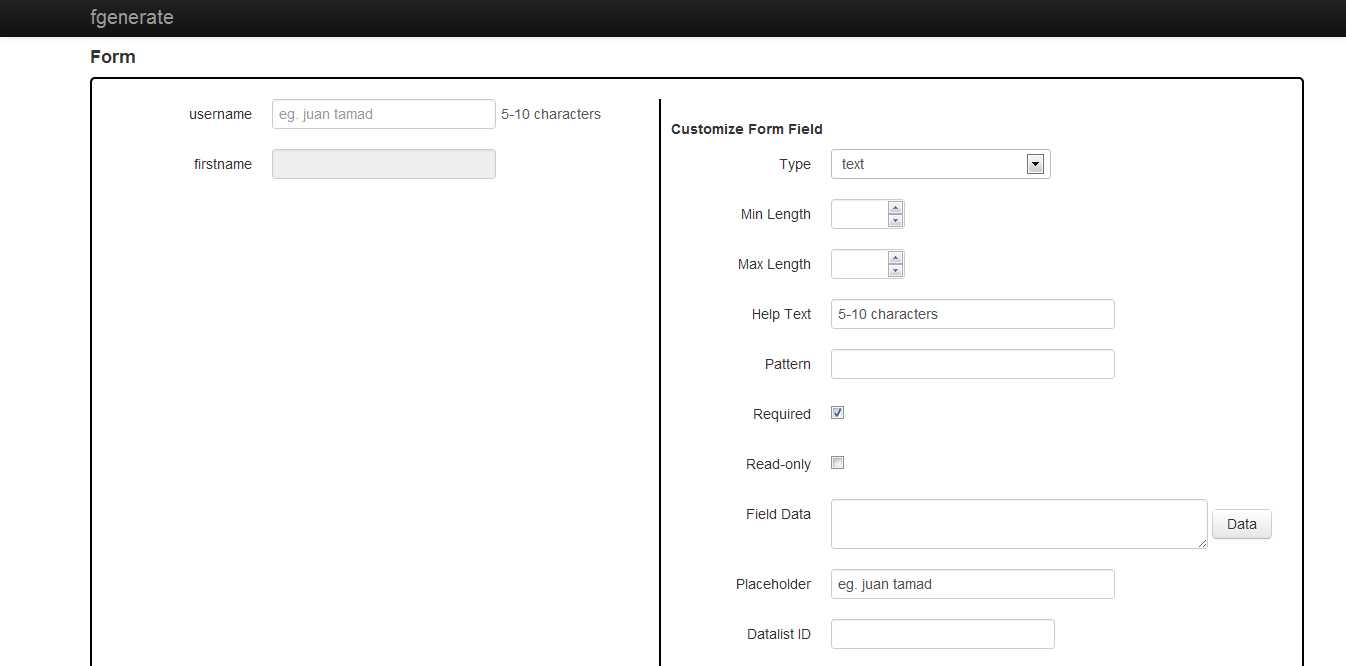 fgenerate
Form
username eg. juan tamad 5-10 characters
firstname
Customize Form Field
Type text
Min Length
Max Length
Help Text 5-10 characters
Pattern
Required
Read-only
Field Data Data
Placeholder eg. juan tamad
Datalist ID